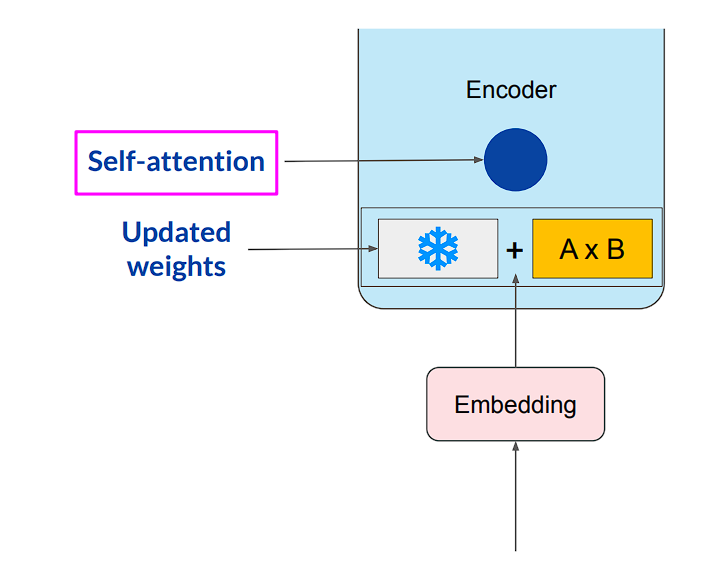 Encoder
Self-attention
Updated
weights
+ A x B
Embedding